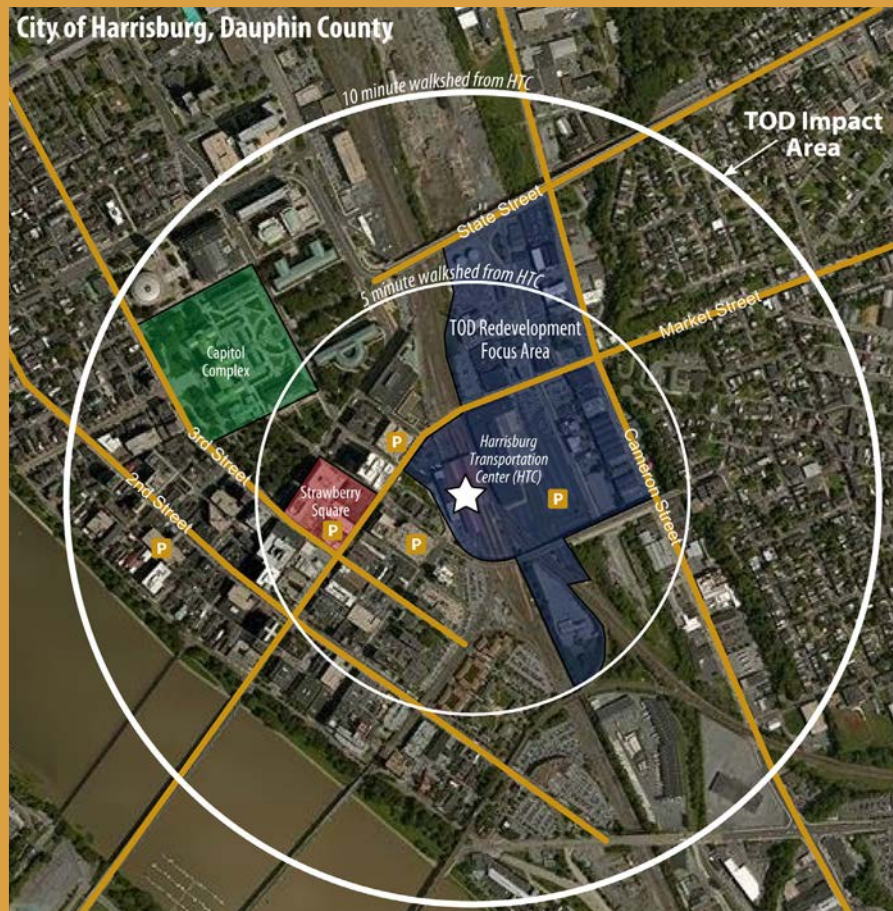 City of Harrisburg, Dauphin County
10 minute walkshed from HTC
TOD Impact
Area
State Street
5 minute walkshed from HTC
Market Street
TOD Redevelopment
Focus Area
Capitol
Complex
3rd Street
P
Harrisburg
Transportation
Center (HTC)
Cameron Street
2nd Street
Strawberry
Square
P
P
P
P